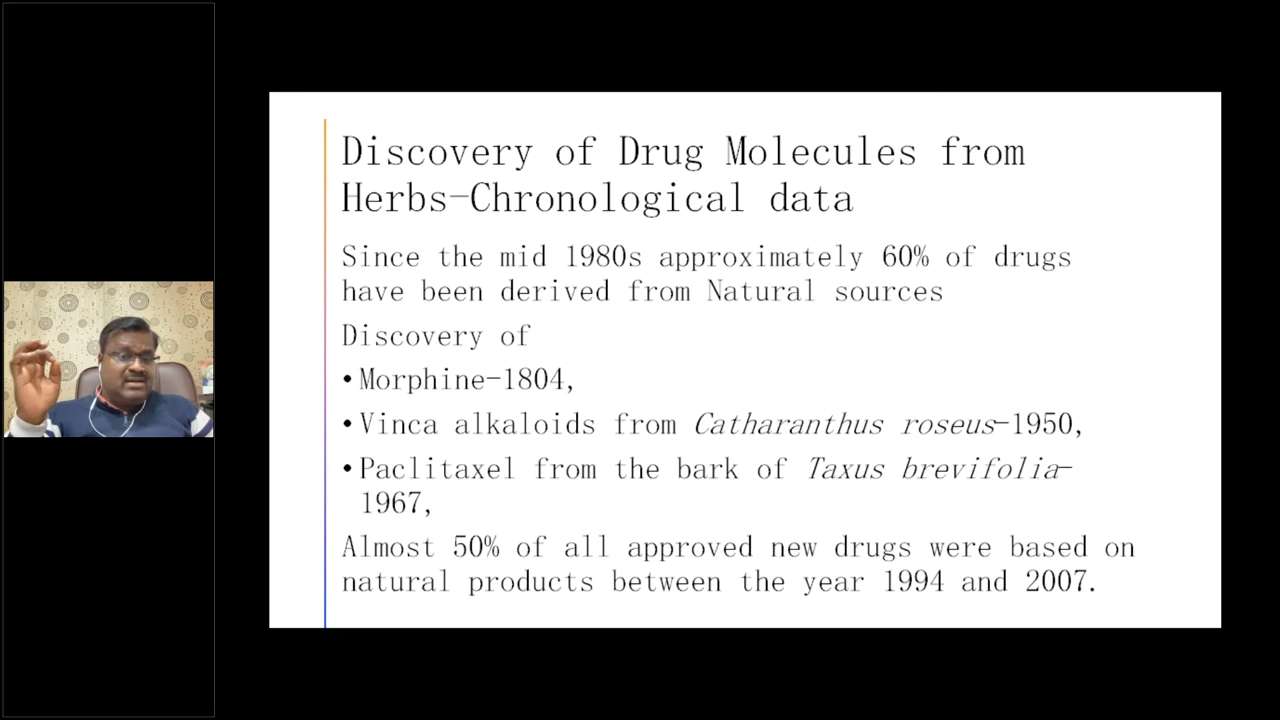 Discovery of Drug Molecules from
Herbs-Chronological data
Since the mid 1980s approximately 60% of drugs
have been derived from Natural sources
Discovery of
•Morphine-1804,
•Vinca alkaloids from Catharanthus roseus-1950,
•Paclitaxel from the bark of Taxus brevifolia-
1967,
Almost 50% of all approved new drugs were based on
natural products between the year 1994 and 2007.